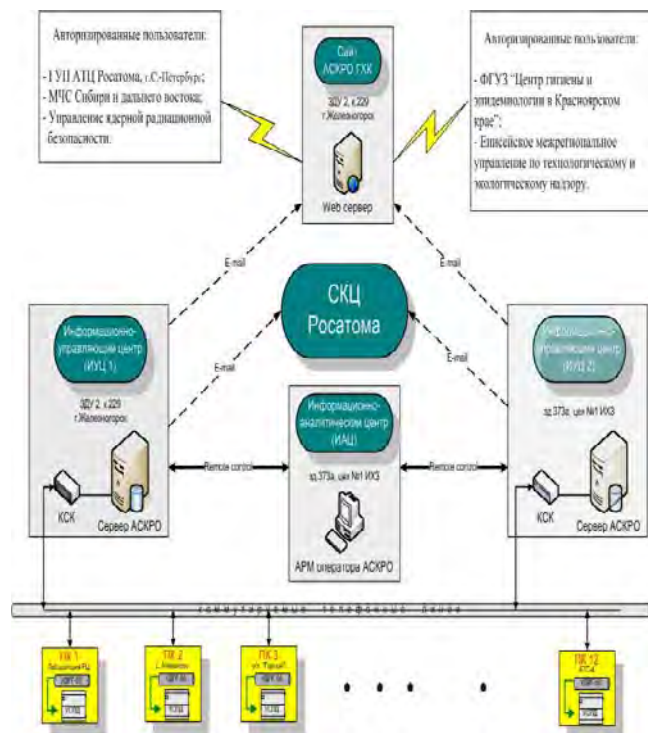 Авторизированные пользователи:
- ГУП АТЦ Росатома, г.С.-Петербург;
- МЧС Сибири и дальнего востока;
- Управление ядерной радиационной
безопасности.
Сайт
АСКРО ГХК
ЗДУ 2, к.229
г.Железногорск
Web сервер
Авторизированные пользователи:
- ФГУЗ “Центр гигиены и
эпидемиологии в Красноярском
крае”;
- Енисейское межрегиональное
управление по технологическому и
экологическому надзору.
E-mail
E-mail
СКЦ
Росатома
E-mail
E-mail
Информационно-
управляющий центр
(ИУЦ 1)
ЗДУ 2, к.229
г.Железногорск
КСК
Сервер АСКРО
Remote control
Информационно-
аналитический центр
(ИАЦ)
зд.373а, цех №1 ИХЗ
АРМ оператора АСКРО
Remote control
Информационно-
управляющий центр
(ИУЦ 2)
зд.373а, цех №1 ИХЗ
КСК
Сервер АСКРО
коммутируемые телефонные линии
ПК 1
ПК 2
ПК 3
ПК 12